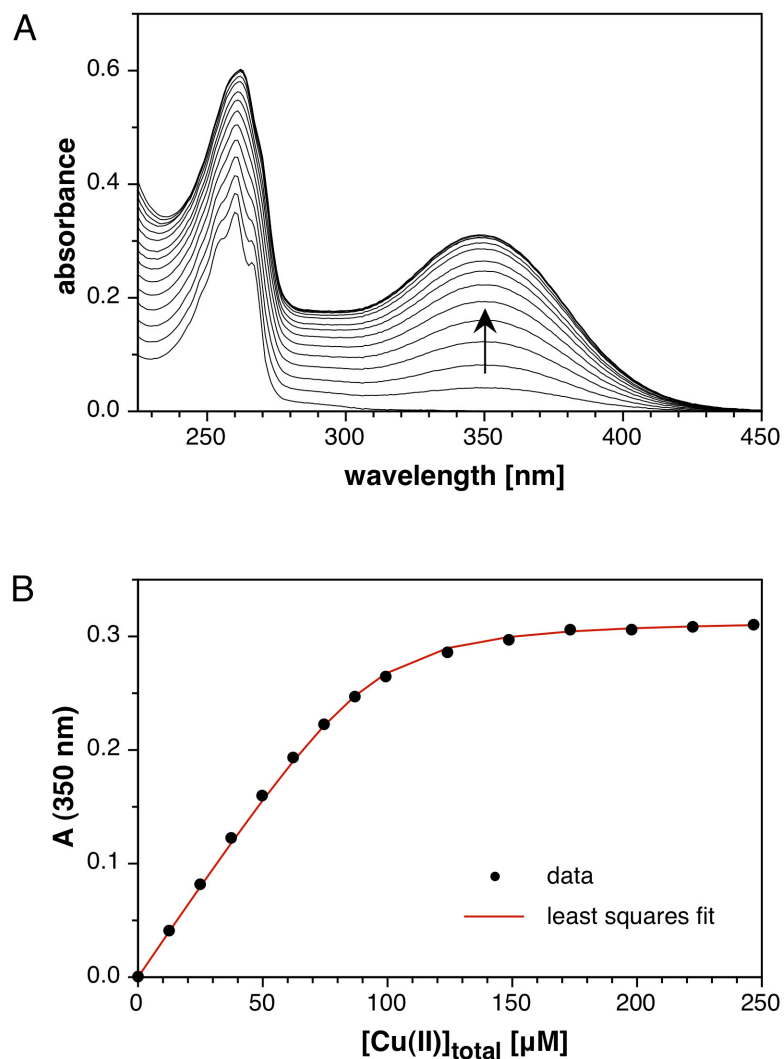 A
0.6
0.4
0.2
0.0
absorbance
250 300 350 400 450
wavelength [nm]
B
0.3
0.2
0.1
0.0
A (350 nm)
data
least squares fit
0 50 100 150 200 250
[Cu(II)]total [µM]